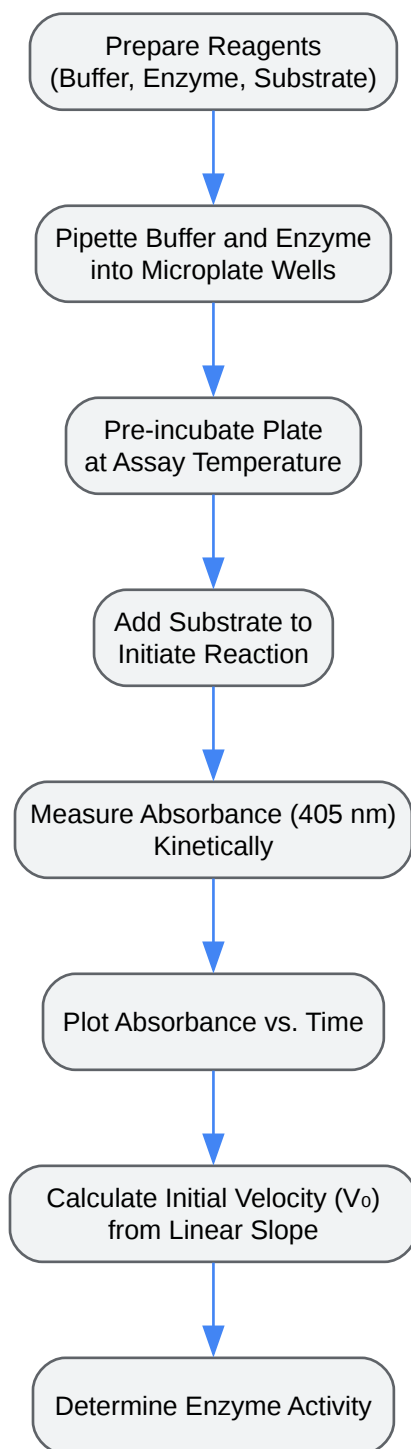 Prepare Reagents
(Buffer, Enzyme, Substrate)
Pipette Buffer and Enzyme
into Microplate Wells
Pre-incubate Plate
at Assay Temperature
Add Substrate to
Initiate Reaction
Measure Absorbance (405 nm)
Kinetically
Plot Absorbance vs. Time
Calculate Initial Velocity (V₀)
from Linear Slope
Determine Enzyme Activity